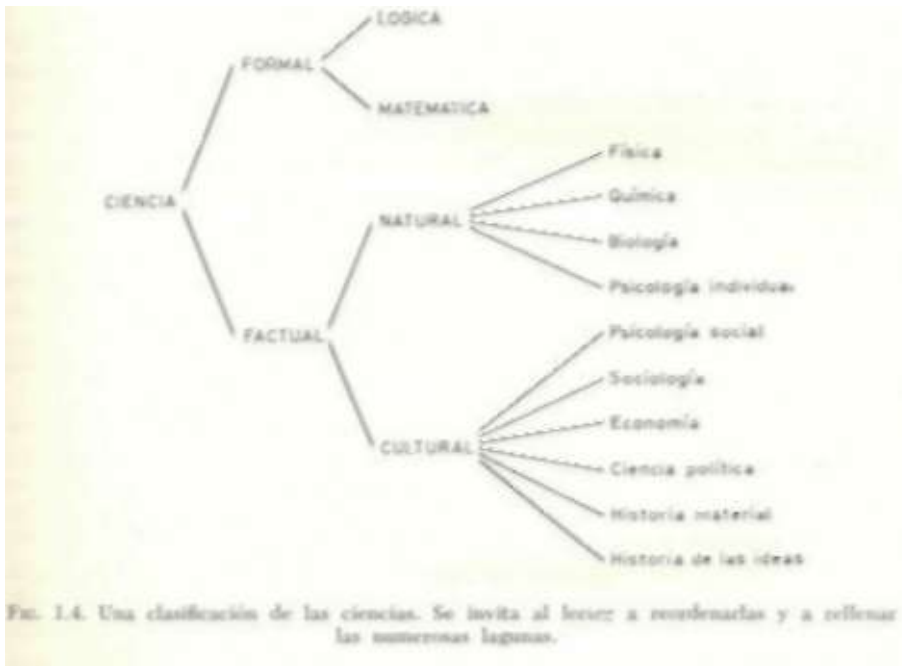 LOGICA
FORMAL
MATEMATICA
Física
Química
CIENCIA
NATURAL
Biología
Psicología individual
FACTUAL
Psicología social
Sociología
Economía
CULTURAL
Ciencia política
Historia material
Historia de las ideas
FIG. 1.4. Una clasificación de las ciencias. Se invita al lector a reordenarlas y a rellenar
las numerosas lagunas.